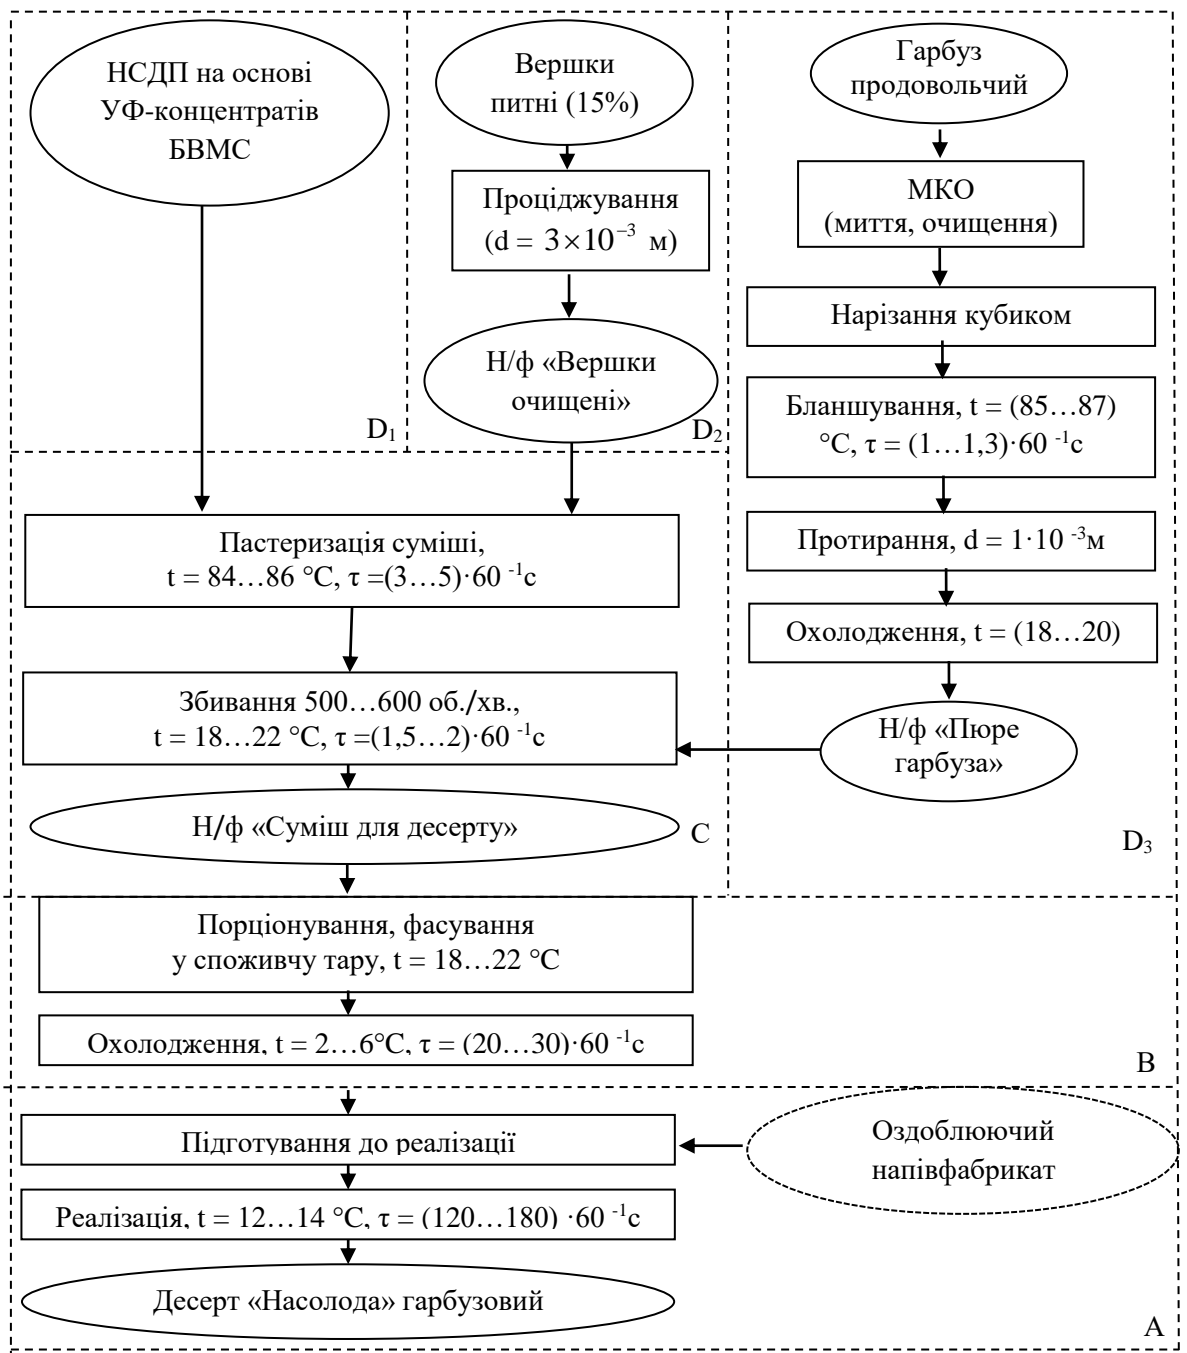 НСДП на основі
УФ-концентратів
БВМС
D₁
Вершки
питні (15%)
Проціджування
(d = 3×10⁻³ м)
Н/ф «Вершки
очищені»
D₂
Гарбуз
продовольчий
МКО
(миття, очищення)
Нарізання кубиком
Бланшування, t = (85…87)
°С, τ = (1…1,3)·60 ⁻¹с
Протирання, d = 1·10 ⁻³м
Охолодження, t = (18…20)
Н/ф «Пюре
гарбуза»
D₃
Пастеризація суміші,
t = 84…86 °С, τ =(3…5)·60 ⁻¹с
Збивання 500…600 об./хв.,
t = 18…22 °С, τ =(1,5…2)·60 ⁻¹с
Н/ф «Суміш для десерту»
С
Порціонування, фасування
у споживчу тару, t = 18…22 °С
Охолодження, t = 2…6°С, τ = (20…30)·60 ⁻¹с
В
Підготування до реалізації
Оздоблюючий
напівфабрикат
Реалізація, t = 12…14 °С, τ = (120…180) ·60 ⁻¹с
Десерт «Насолода» гарбузовий
А